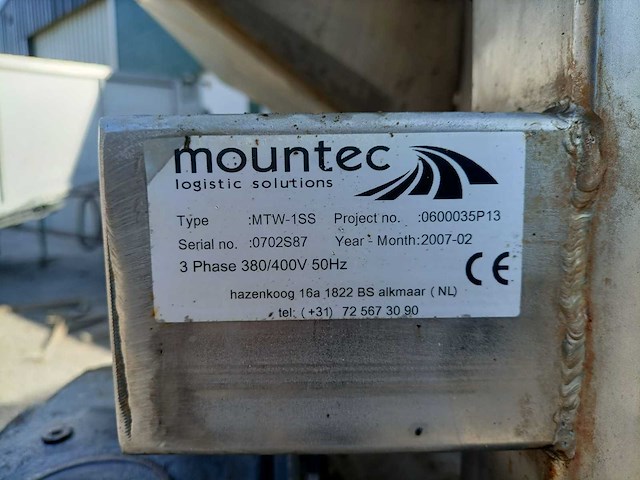 mountec
logistic solutions
Type :MTW-1SS Project no. :0600035P13
Serial no. :0702S87 Year - Month:2007-02
3 Phase 380/400V 50Hz
CE
hazenkoog 16a 1822 BS alkmaar ( NL)
tel: ( +31) 72 567 30 90